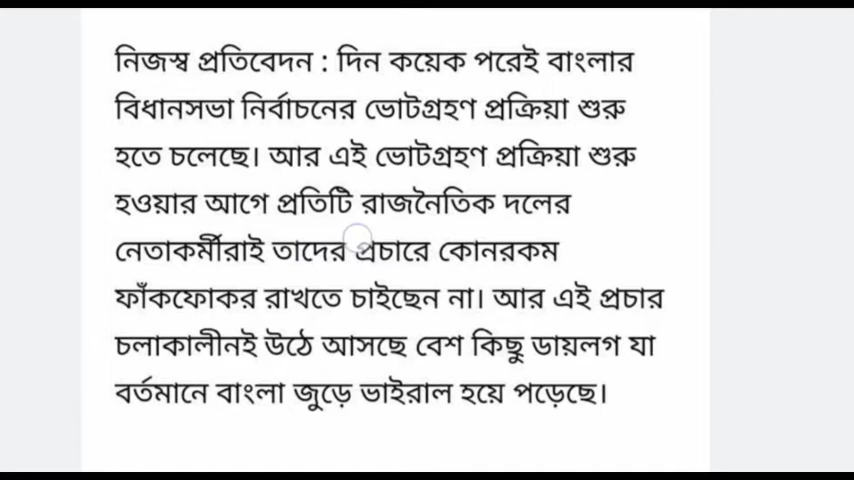 নিজস্ব প্রতিবেদন : দিন কয়েক পরেই বাংলার
বিধানসভা নির্বাচনের ভোটগ্রহণ প্রক্রিয়া শুরু
হতে চলেছে। আর এই ভোটগ্রহণ প্রক্রিয়া শুরু
হওয়ার আগে প্রতিটি রাজনৈতিক দলের
নেতাকর্মীরাই তাদের প্রচারে কোনরকম
ফাঁকফোকর রাখতে চাইছেন না। আর এই প্রচার
চলাকালীনই উঠে আসছে বেশ কিছু ডায়লগ যা
বর্তমানে বাংলা জুড়ে ভাইরাল হয়ে পড়েছে।